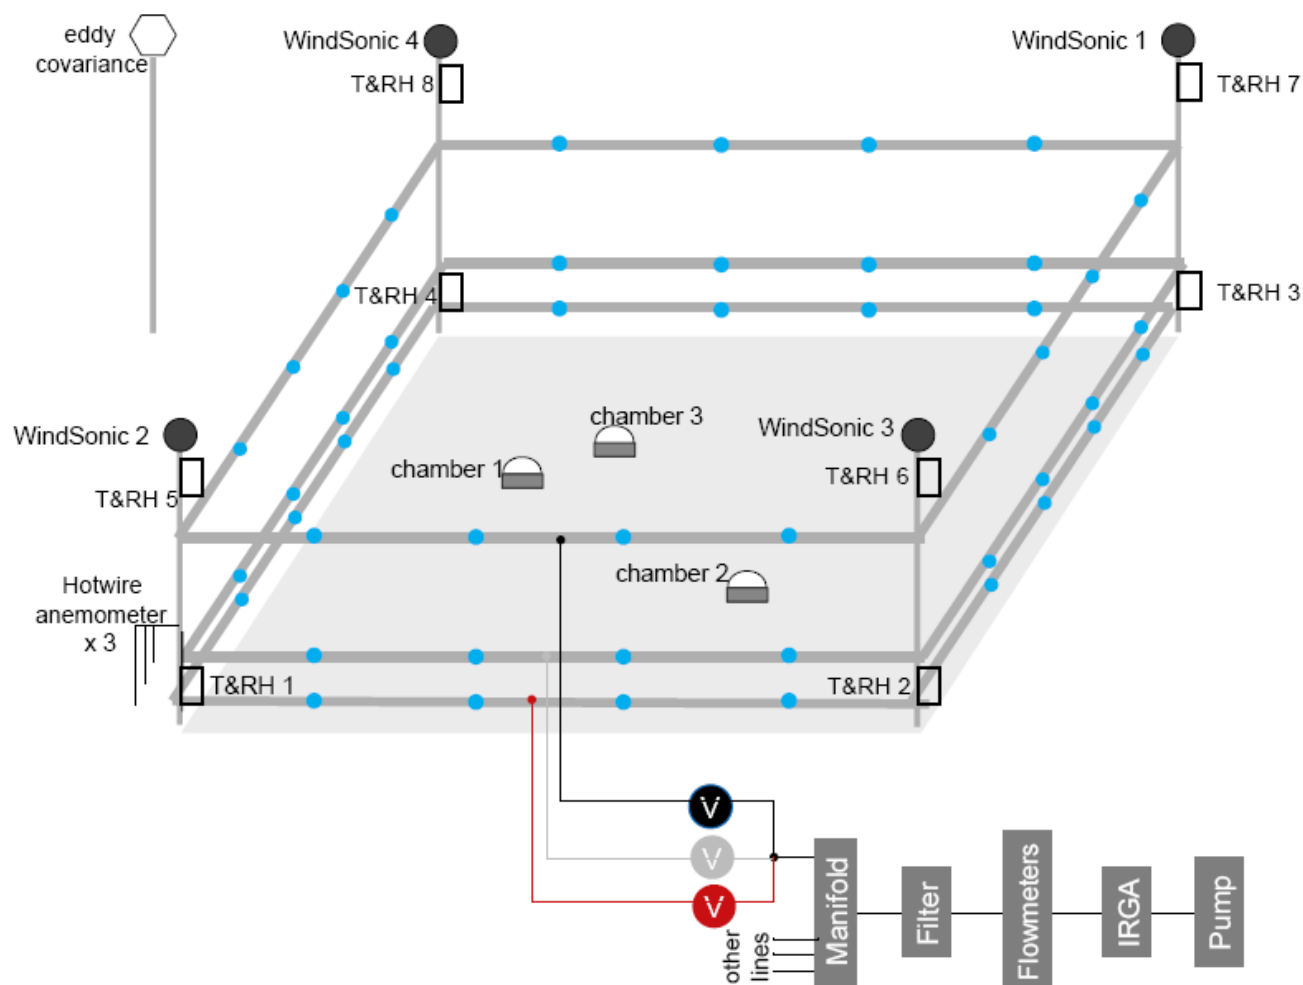 eddy
covariance
WindSonic 4
WindSonic 1
T&RH 8
T&RH 7
T&RH 4
T&RH 3
WindSonic 2
chamber 3
WindSonic 3
chamber 1
T&RH 5
T&RH 6
Hotwire
anemometer
x 3
chamber 2
T&RH 1
T&RH 2
V
V
V
other
lines
Manifold
Filter
Flowmeters
IRGA
Pump